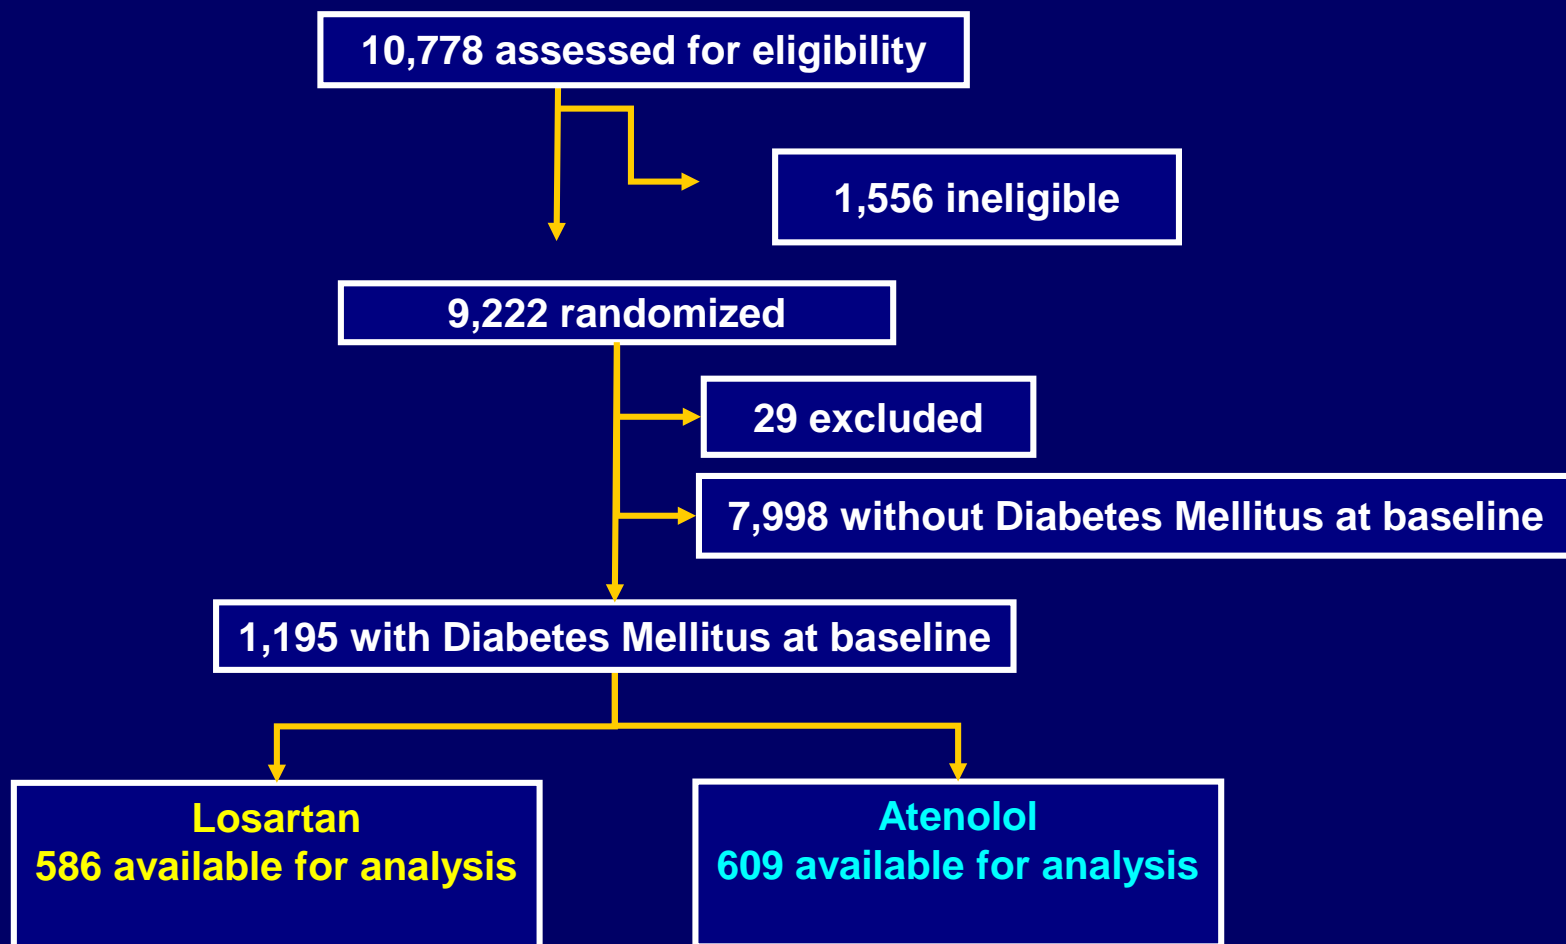 10,778 assessed for eligibility
1,556 ineligible
9,222 randomized
29 excluded
7,998 without Diabetes Mellitus at baseline
1,195 with Diabetes Mellitus at baseline
Losartan
586 available for analysis
Atenolol
609 available for analysis